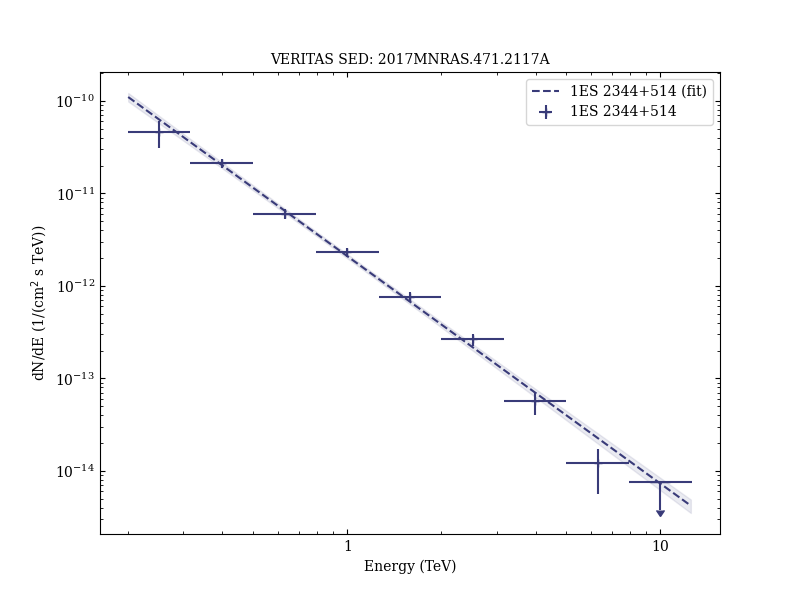 VERITAS SED: 2017MNRAS.471.2117A
1ES 2344+514 (fit)
1ES 2344+514
dN/dE (1/(cm² s TeV))
10⁻¹⁰
10⁻¹¹
10⁻¹²
10⁻¹³
10⁻¹⁴
1 10
Energy (TeV)